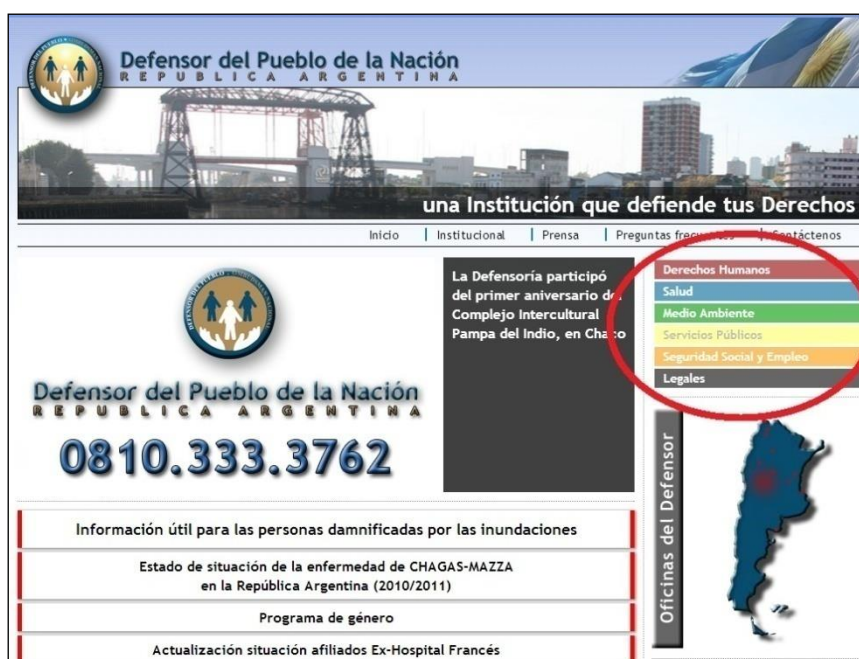 Defensor del Pueblo de la Nación
REPUBLICA ARGENTINA
una Institución que defiende tus Derechos
Inicio | Institucional | Prensa | Preguntas frecuentes | Contáctenos
La Defensoría participó
del primer aniversario del
Complejo Intercultural
Pampa del Indio, en Chaco
Derechos Humanos
Salud
Medio Ambiente
Servicios Públicos
Seguridad Social y Empleo
Legales
Defensor del Pueblo de la Nación
REPUBLICA ARGENTINA
0810.333.3762
Oficinas del Defensor
Información útil para las personas damnificadas por las inundaciones
Estado de situación de la enfermedad de CHAGAS-MAZZA
en la República Argentina (2010/2011)
Programa de género
Actualización situación afiliados Ex-Hospital Francés